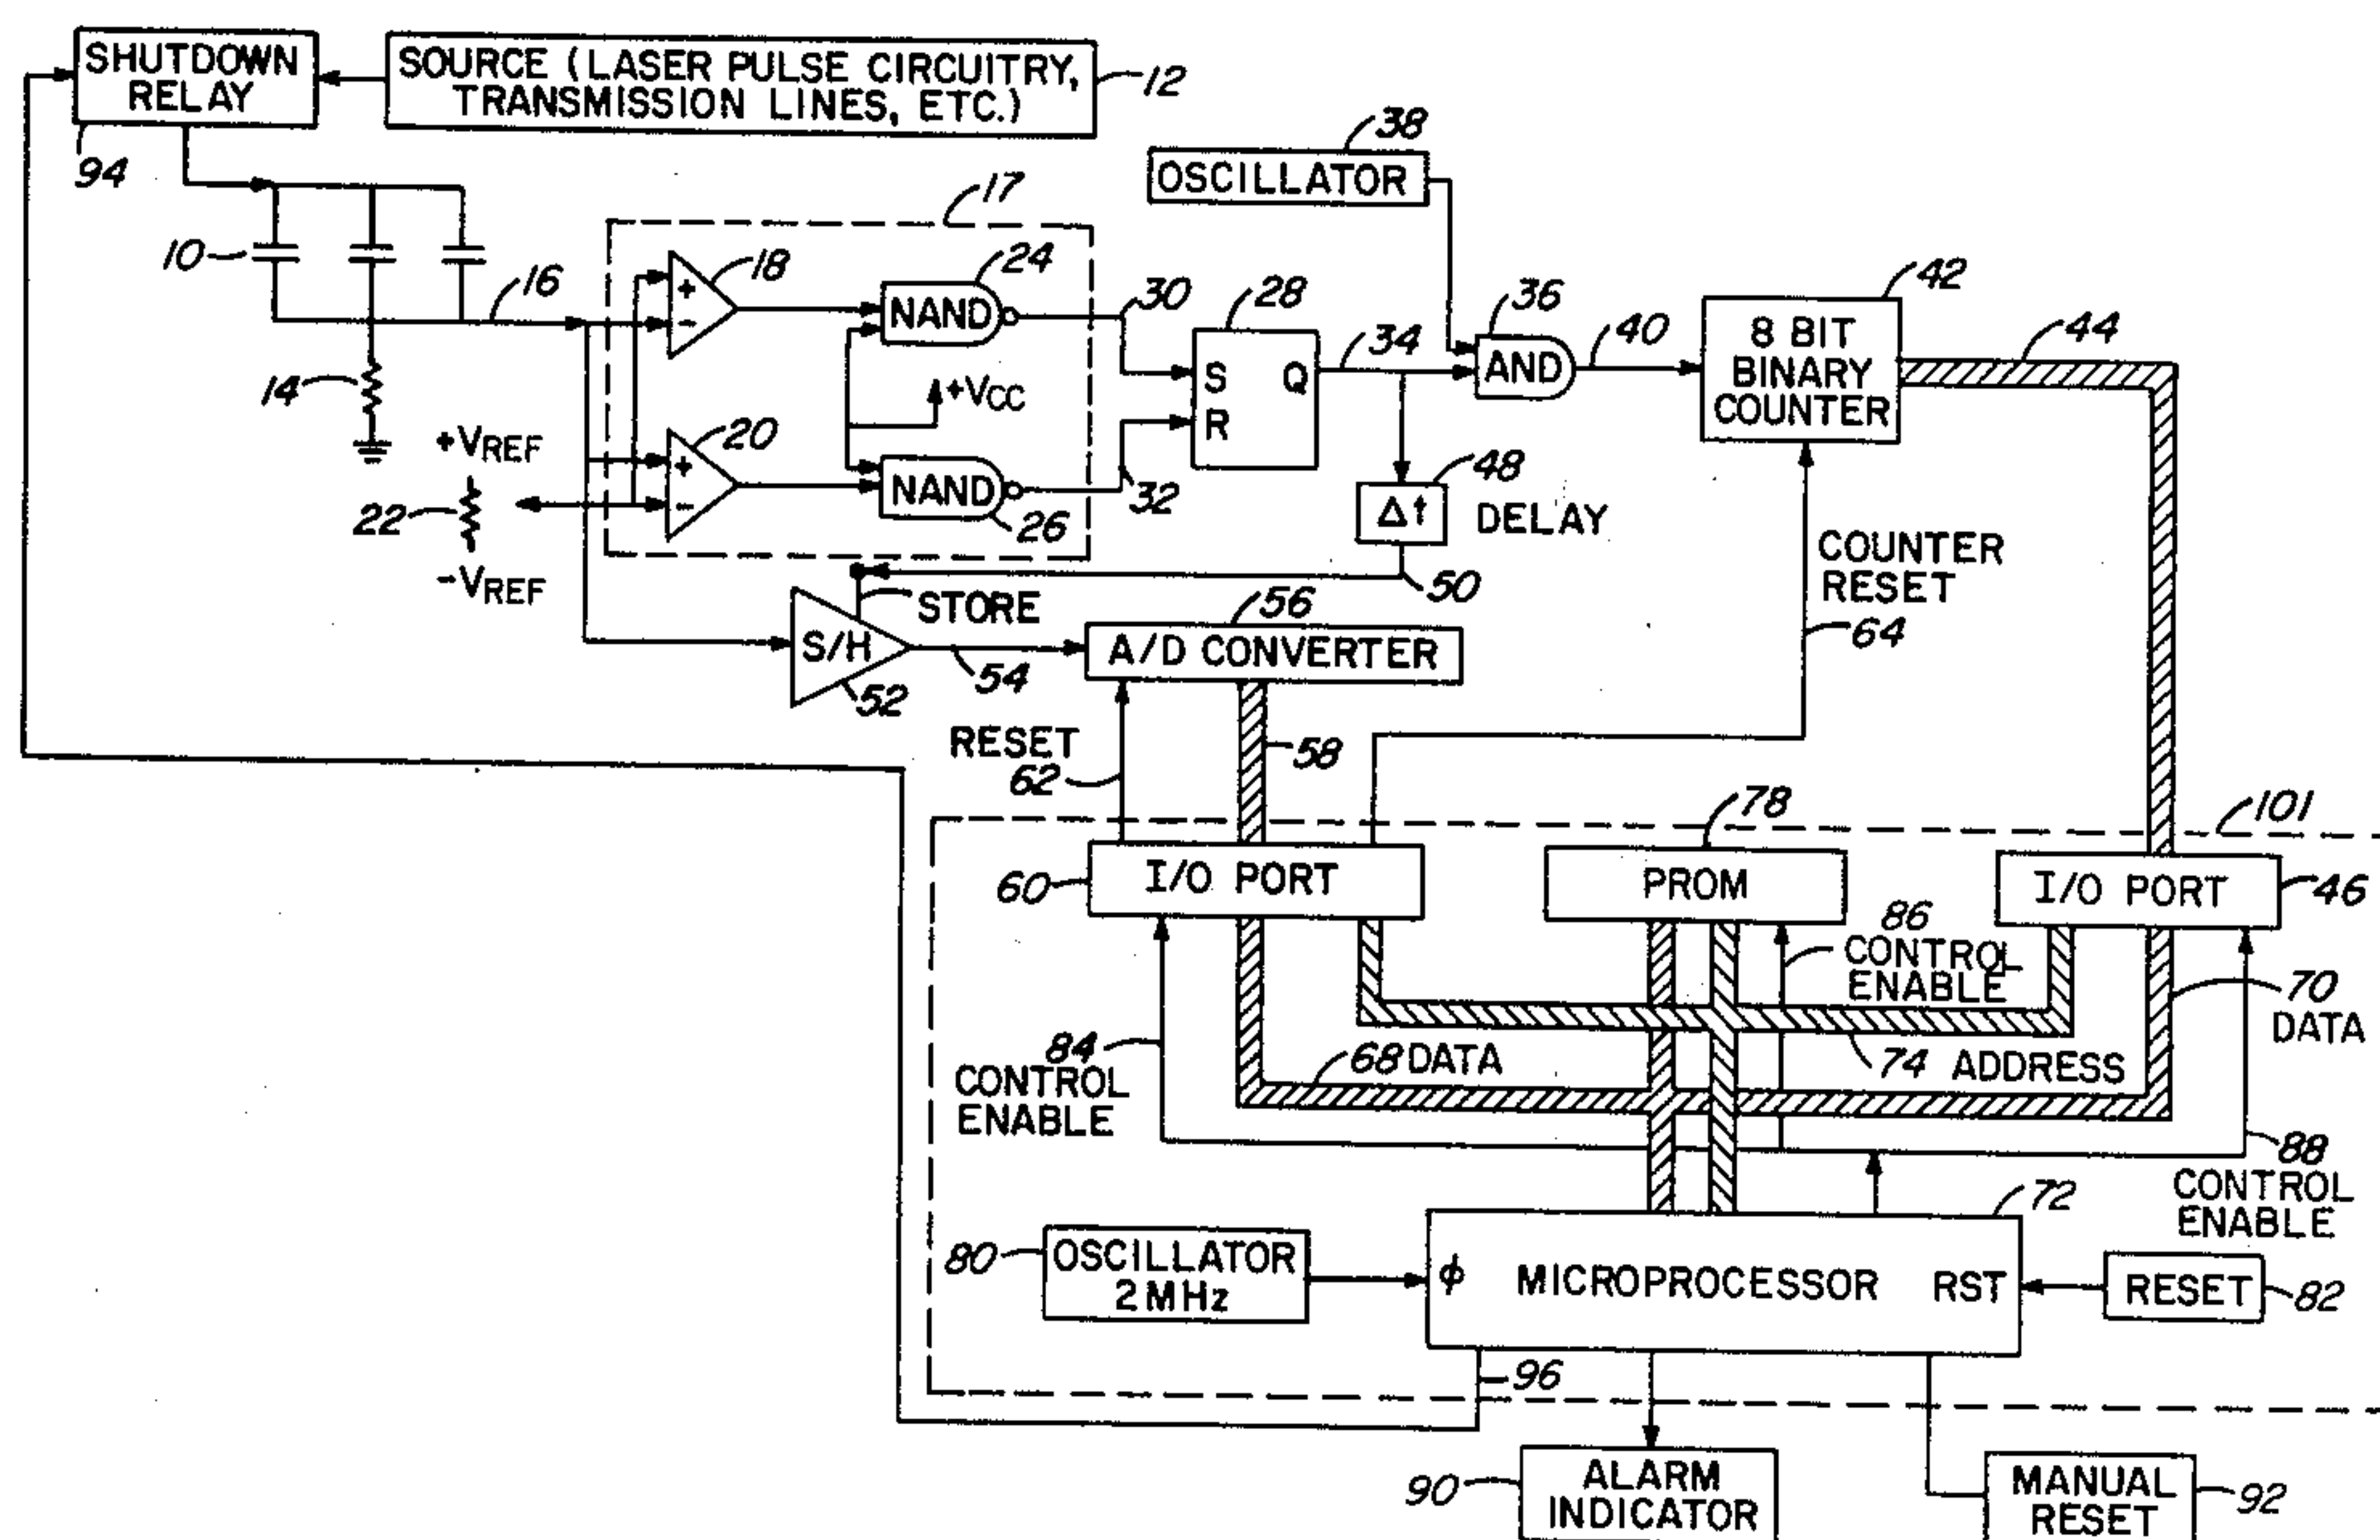 SHUTDOWN
RELAY
94
SOURCE (LASER PULSE CIRCUITRY,
TRANSMISSION LINES, ETC.)
12
38
OSCILLATOR
17
10
16
14
18
24
+
-
NAND
30
28
S
Q
R
34
36
AND
40
42
8 BIT
BINARY
COUNTER
44
+VCC
+VREF
22
-VREF
20
+
-
NAND
26
32
48
Δt
DELAY
50
STORE
S/H
52
54
56
A/D CONVERTER
COUNTER
RESET
64
RESET
62
58
78
101
60
I/O PORT
PROM
I/O PORT
46
86
CONTROL
ENABLE
70
DATA
84
CONTROL
ENABLE
68 DATA
74 ADDRESS
88
CONTROL
ENABLE
72
80
OSCILLATOR
2MHz
ϕ
MICROPROCESSOR
RST
RESET
82
96
90
ALARM
INDICATOR
MANUAL
RESET
92